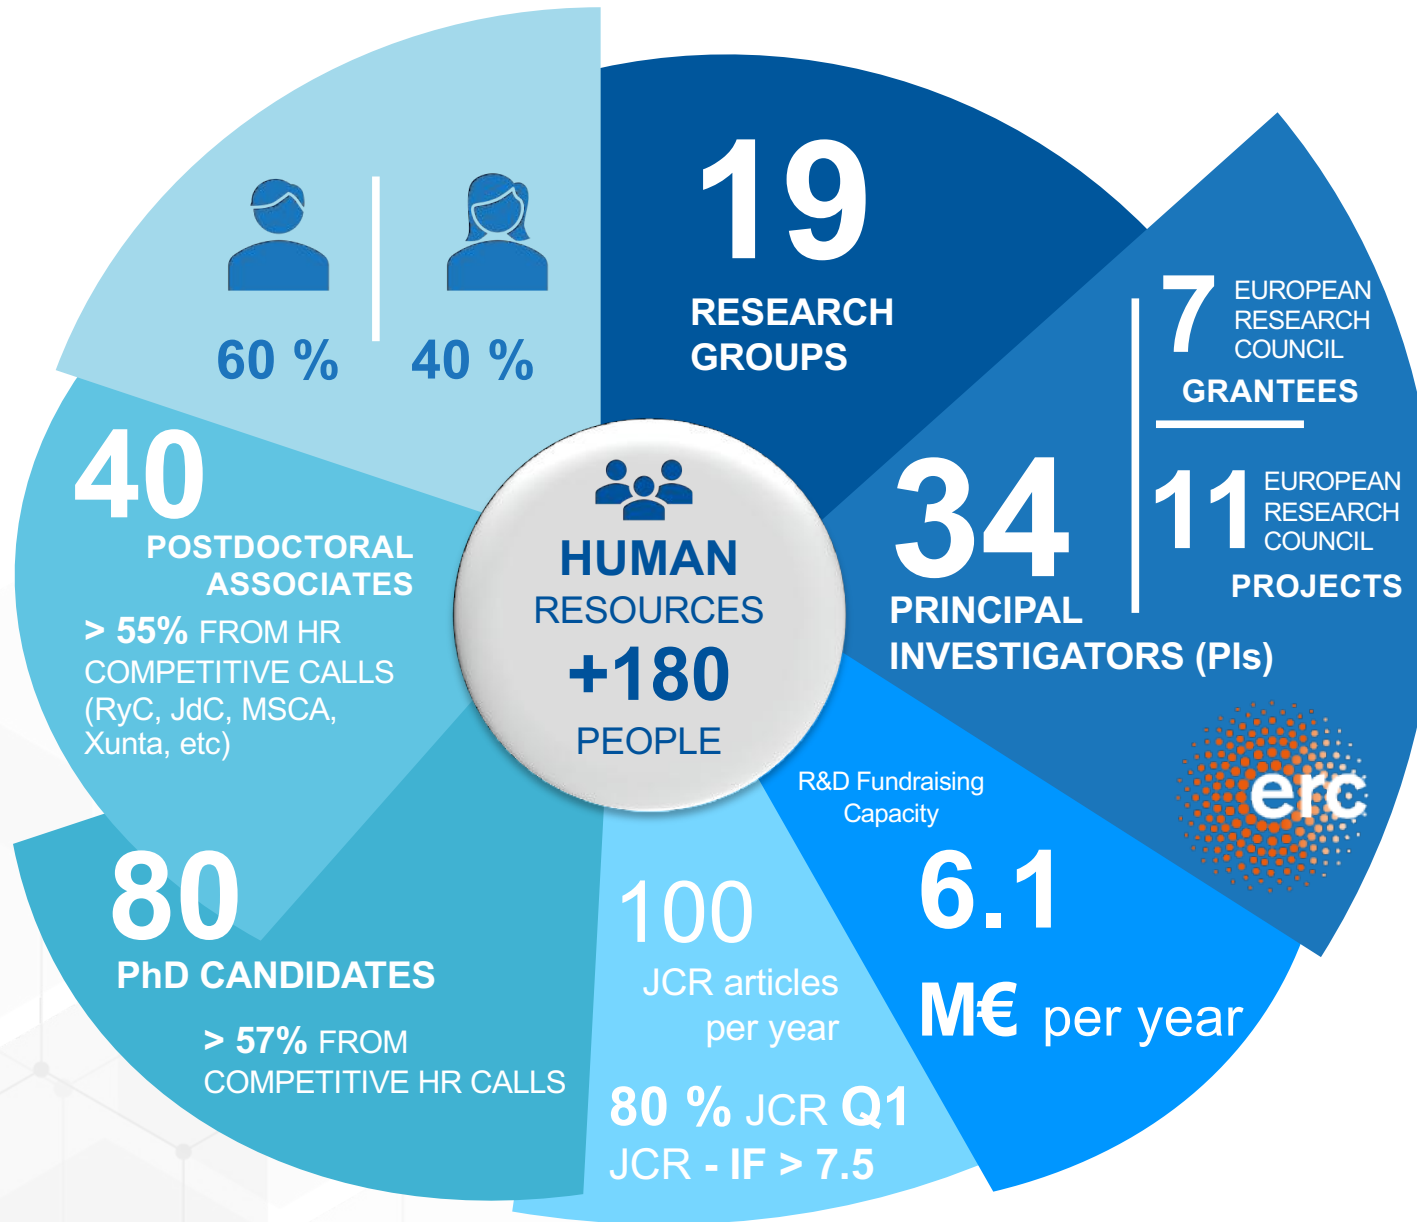 19
RESEARCH
GROUPS
7
EUROPEAN
RESEARCH
COUNCIL
GRANTEES
11
EUROPEAN
RESEARCH
COUNCIL
PROJECTS
34
PRINCIPAL
INVESTIGATORS (PIs)
erc
R&D Fundraising
Capacity
6.1
M€ per year
100
JCR articles
per year
80 % JCR Q1
JCR - IF > 7.5
80
PhD CANDIDATES
> 57% FROM
COMPETITIVE HR CALLS
40
POSTDOCTORAL
ASSOCIATES
> 55% FROM HR
COMPETITIVE CALLS
(RyC, JdC, MSCA,
Xunta, etc)
60 % 40 %
HUMAN
RESOURCES
+180
PEOPLE